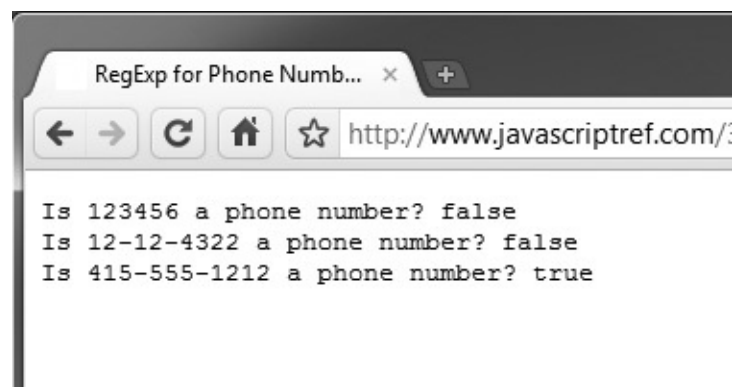 RegExp for Phone Numb...
http://www.javascriptref.com/
Is 123456 a phone number? false
Is 12-12-4322 a phone number? false
Is 415-555-1212 a phone number? true